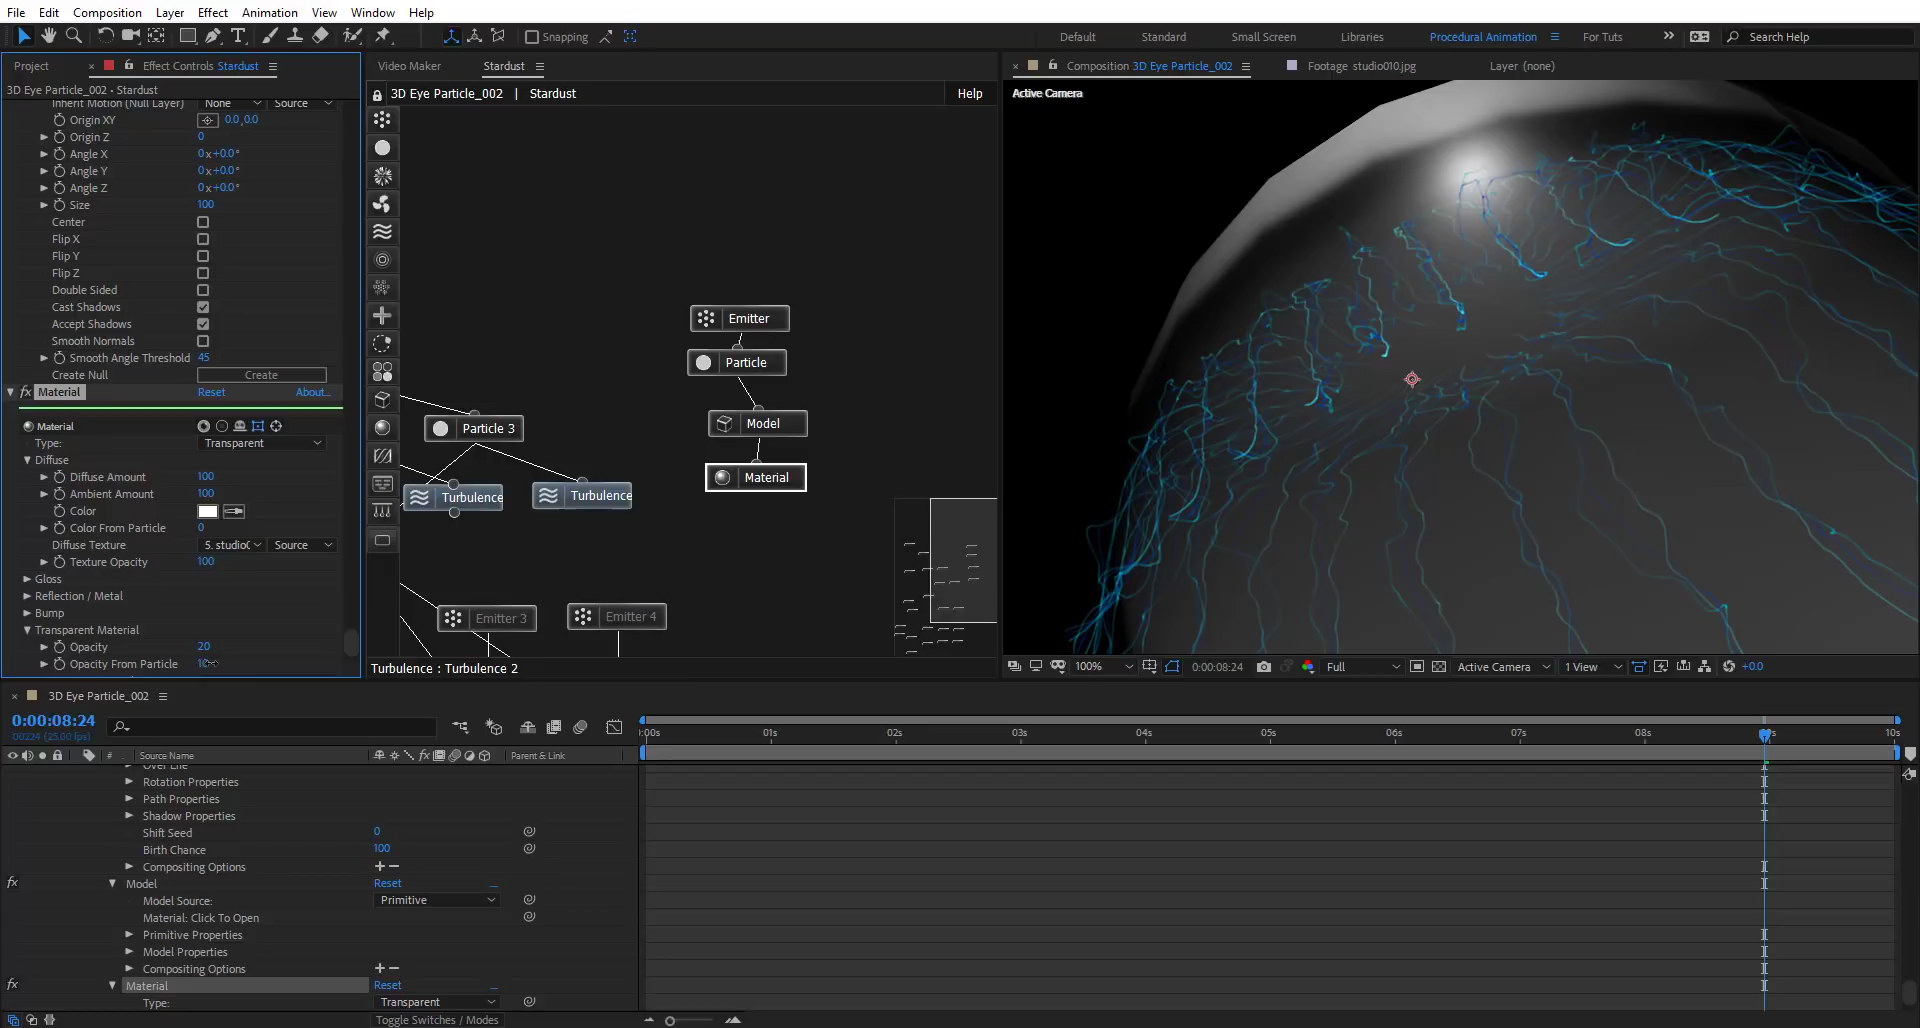 File Edit Composition Layer Effect Animation View Window Help
Snapping
Default Standard Small Screen Libraries Procedural Animation For Tuts Search Help
Project Effect Controls Stardust
3D Eye Particle_002 • Stardust
Inherit Motion (Null Layer) None Source
Origin XY 0.0,0.0
Origin Z 0
Angle X 0x+0.0°
Angle Y 0x+0.0°
Angle Z 0x+0.0°
Size 100
Center
Flip X
Flip Y
Flip Z
Double Sided
Cast Shadows
Accept Shadows
Smooth Normals
Smooth Angle Threshold 45
Create Null Create
fx Material Reset About...
Material
Type: Transparent
Diffuse
Diffuse Amount 100
Ambient Amount 100
Color
Color From Particle 0
Diffuse Texture 5. studio( Source
Texture Opacity 100
Gloss
Reflection / Metal
Bump
Transparent Material
Opacity 20
Opacity From Particle
Video Maker Stardust
3D Eye Particle_002 | Stardust Help
Emitter
Particle
Model
Particle 3
Material
Turbulence Turbulence
Emitter 3 Emitter 4
Turbulence : Turbulence 2
Composition 3D Eye Particle_002 Footage studio010.jpg Layer (none)
Active Camera
100% 0:00:08:24 Full Active Camera 1 View +0.0
3D Eye Particle_002
0:00:08:24
00224 (25.00 fps)
:00s 01s 02s 03s 04s 05s 06s 07s 08s 10s
# Source Name fx Parent & Link
Over Life
Rotation Properties
Path Properties
Shadow Properties
Shift Seed 0
Birth Chance 100
Compositing Options +−
fx Model Reset
Model Source: Primitive
Material: Click To Open
Primitive Properties
Model Properties
Compositing Options +−
fx Material Reset
Type: Transparent
Toggle Switches / Modes